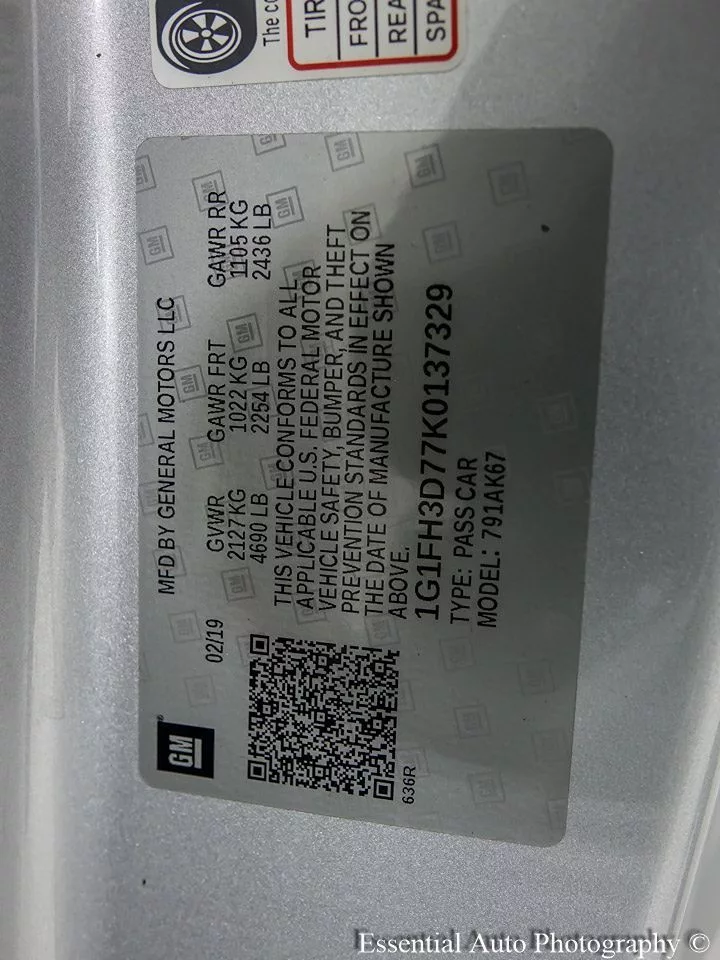 The
TIR
FRO
REA
SPA
MFD BY GENERAL MOTORS LLC
02/19 GVWR GAWR FRT GAWR RR
2127KG 1022 KG 1105 KG
4690 LB 2254 LB 2436 LB
THIS VEHICLE CONFORMS TO ALL
APPLICABLE U.S. FEDERAL MOTOR
VEHICLE SAFETY, BUMPER, AND THEFT
PREVENTION STANDARDS IN EFFECT ON
THE DATE OF MANUFACTURE SHOWN
ABOVE.
1G1FH3D77K0137329
TYPE: PASS CAR
MODEL: 791AK67
GM
636R
Essential Auto Photography ©